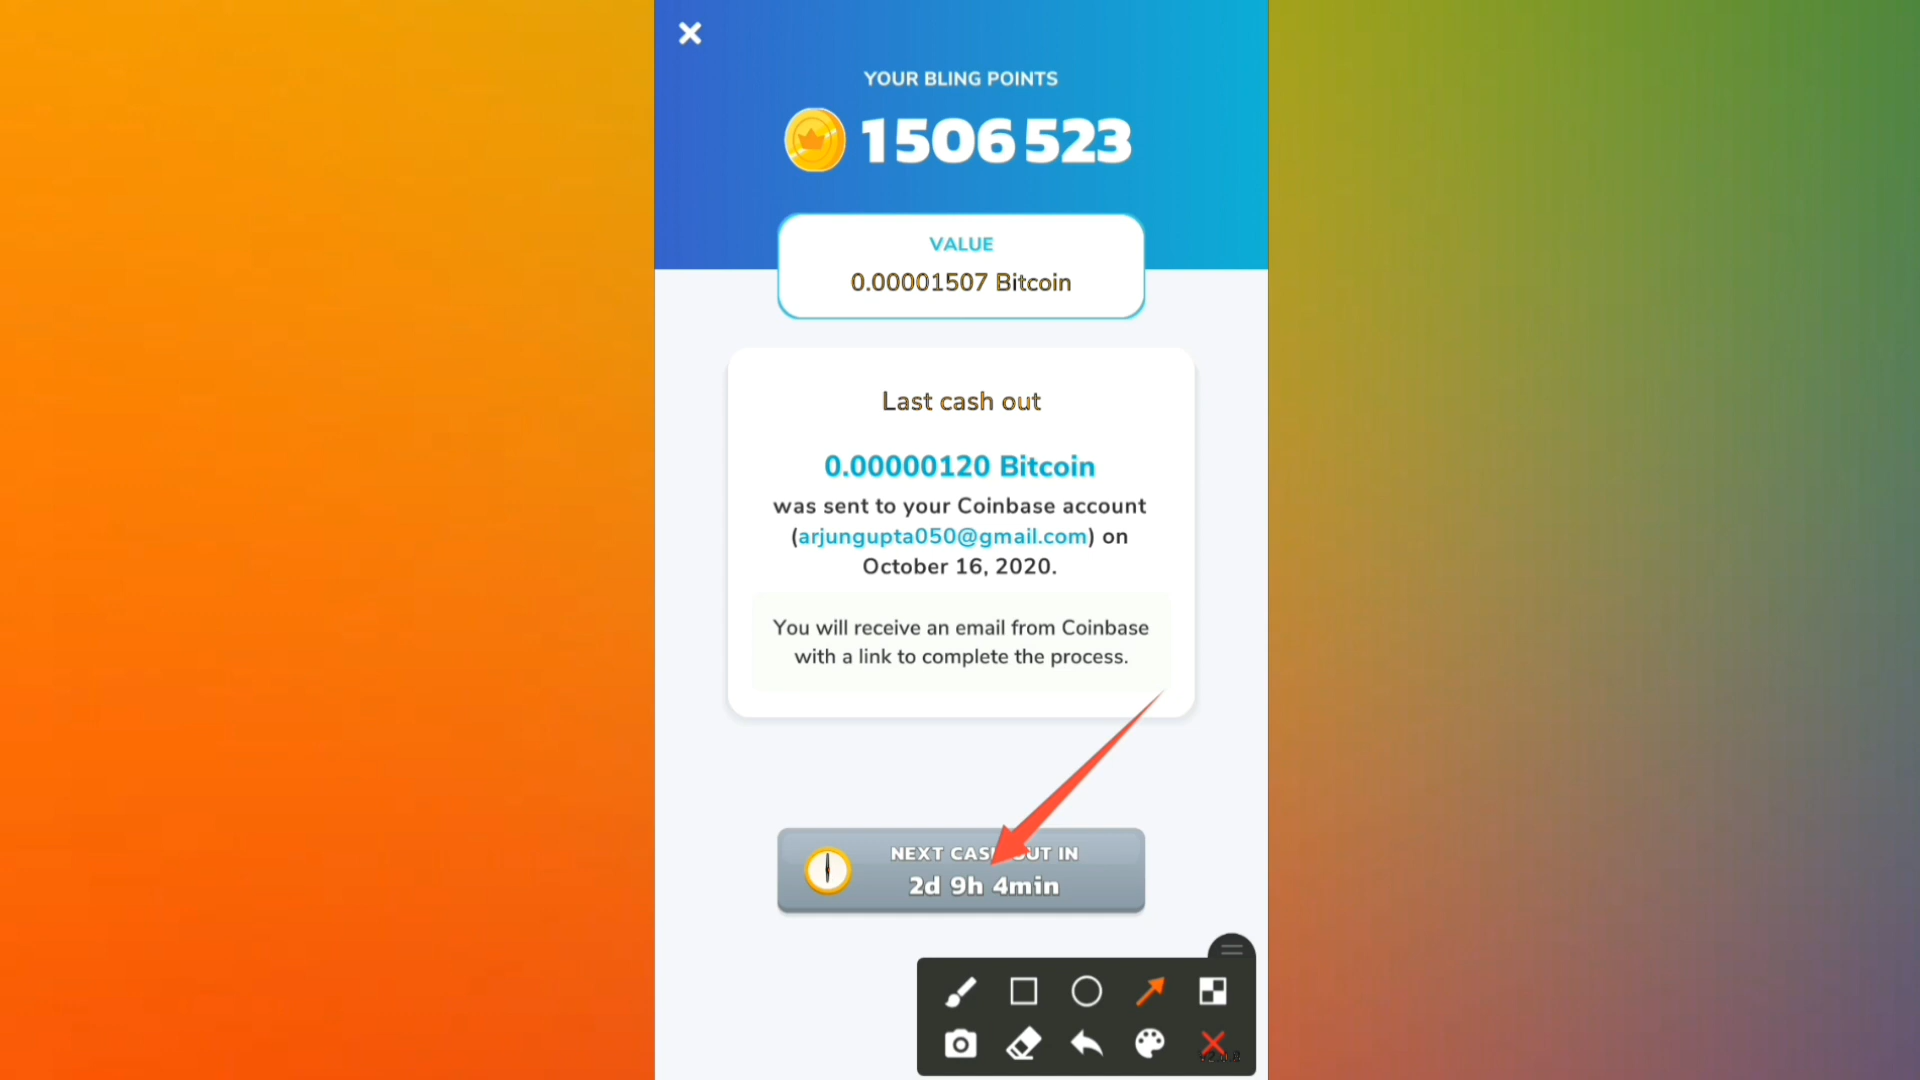 YOUR BLING POINTS
1506 523
VALUE
0.00001507 Bitcoin
Last cash out
0.00000120 Bitcoin
was sent to your Coinbase account
(arjungupta050@gmail.com) on
October 16, 2020.
You will receive an email from Coinbase
with a link to complete the process.
NEXT CASH OUT IN
2d 9h 4min